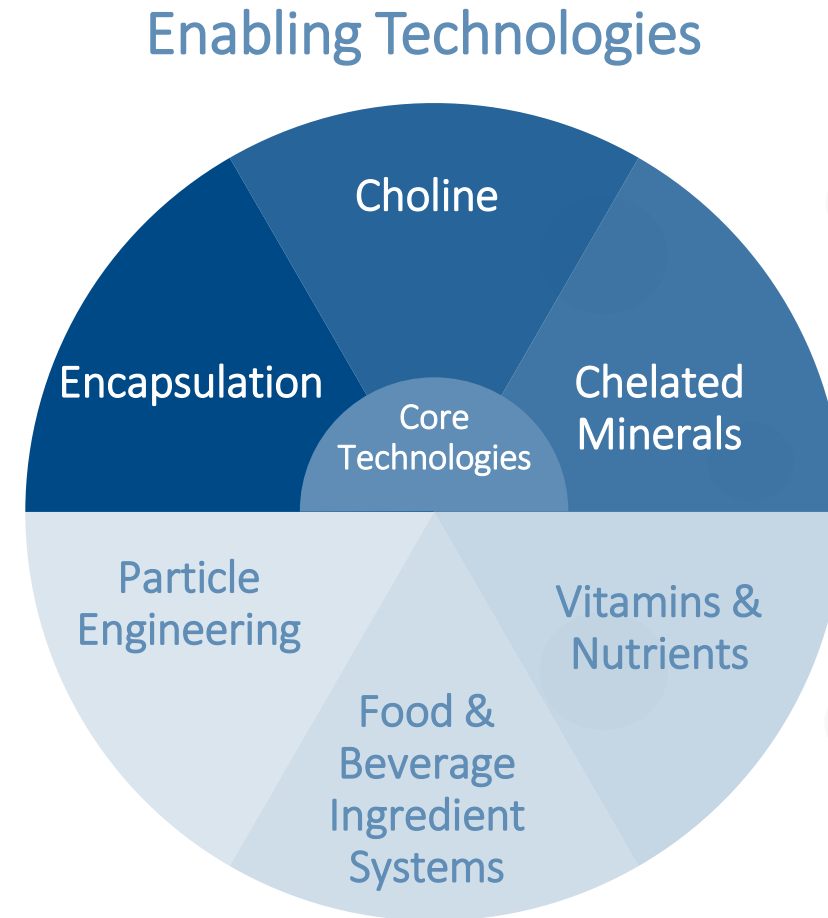 Enabling Technologies
Choline
Encapsulation
Chelated
Minerals
Core
Technologies
Particle
Engineering
Vitamins &
Nutrients
Food &
Beverage
Ingredient
Systems